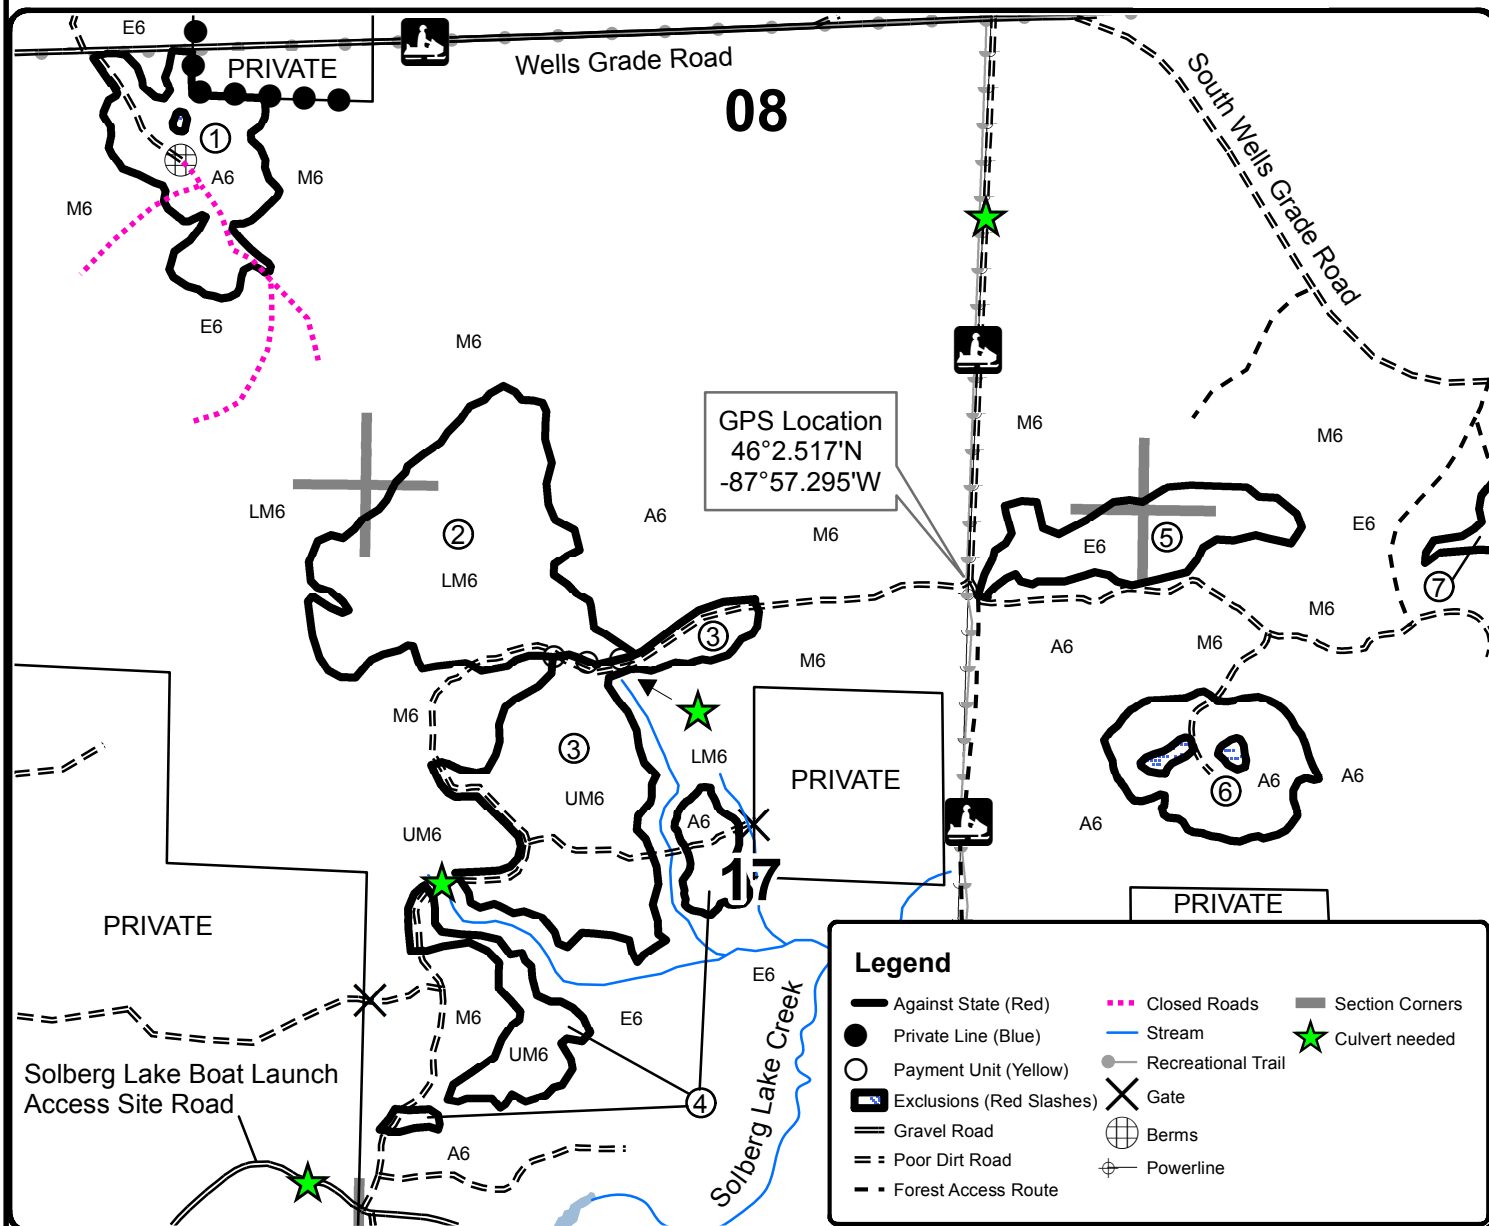 E6
PRIVATE
Wells Grade Road
08
South Wells Grade Road
1
A6
M6
M6
E6
M6
GPS Location
46°2.517'N
-87°57.295'W
M6
M6
LM6
2
LM6
A6
M6
E6
5
E6
7
3
M6
A6
M6
M6
M6
3
UM6
LM6
PRIVATE
A6
6
A6
A6
A6
UM6
17
PRIVATE
PRIVATE
M6
UM6
E6
E6
4
A6
Solberg Lake Boat Launch
Access Site Road
Solberg Lake Creek
Legend
Against State (Red)
Private Line (Blue)
Payment Unit (Yellow)
Exclusions (Red Slashes)
Gravel Road
Poor Dirt Road
Forest Access Route
Closed Roads
Stream
Recreational Trail
Gate
Berms
Powerline
Section Corners
Culvert needed